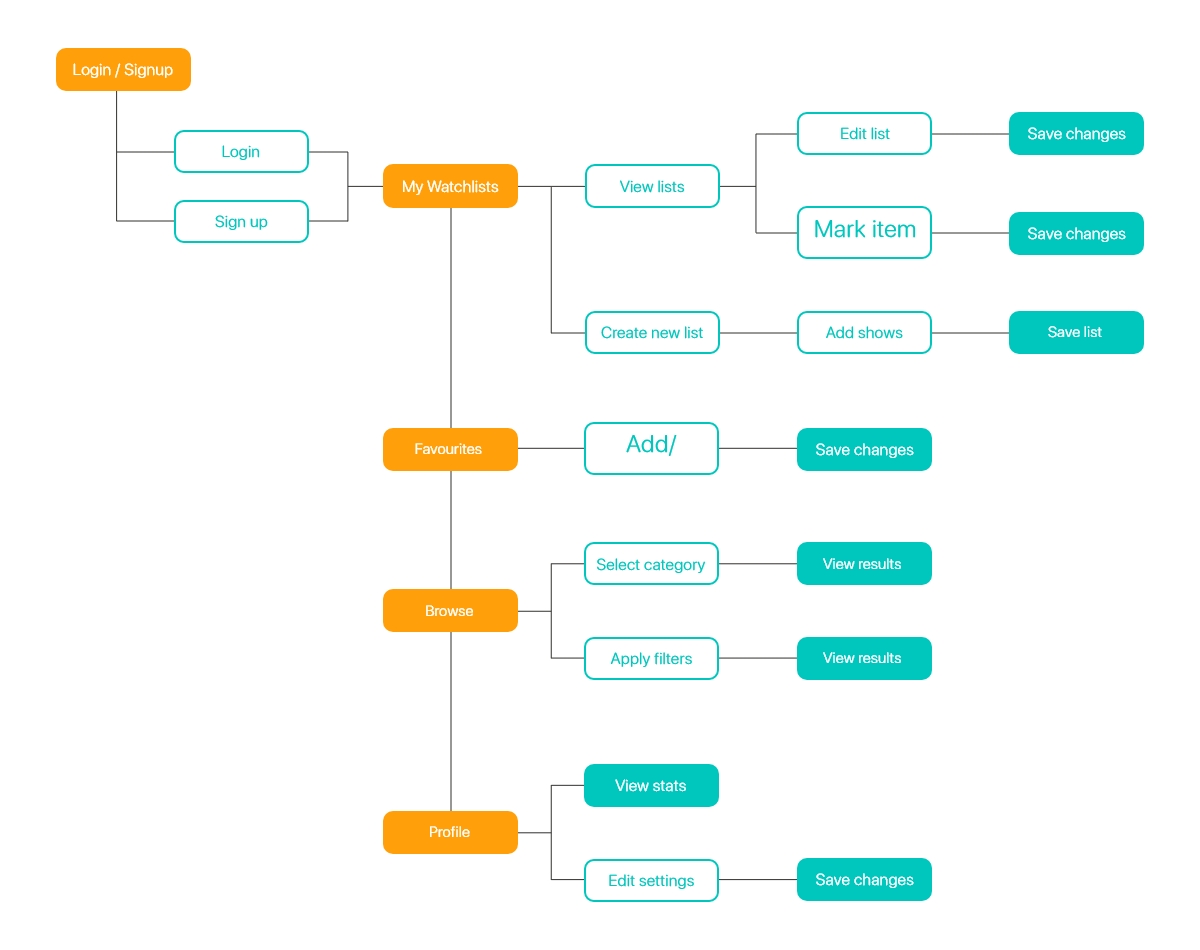 Login / Signup
Login
Sign up
My Watchlists
View lists
Edit list
Save changes
Mark item
Save changes
Create new list
Add shows
Save list
Favourites
Add/
Save changes
Browse
Select category
View results
Apply filters
View results
Profile
View stats
Edit settings
Save changes